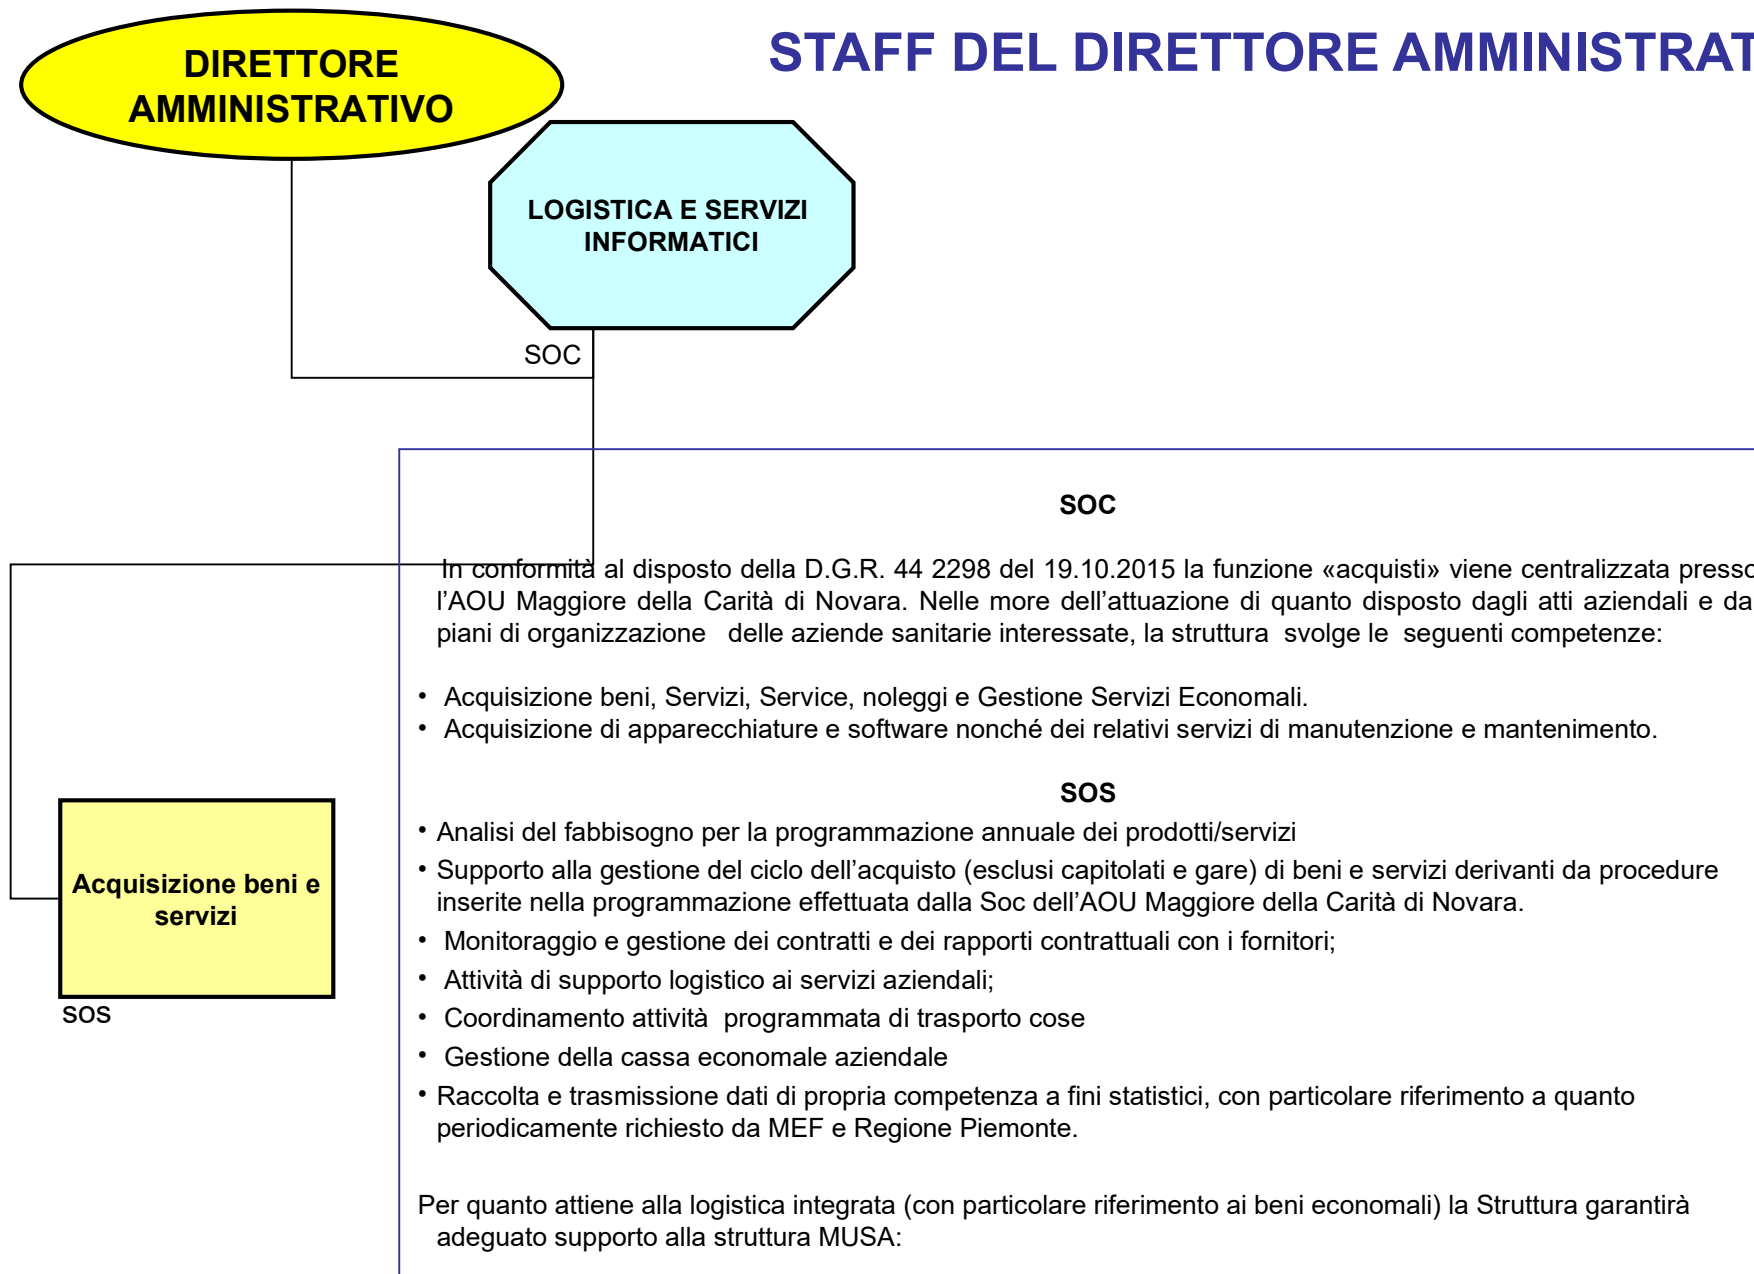 STAFF DEL DIRETTORE AMMINISTRAT
DIRETTORE
AMMINISTRATIVO
LOGISTICA E SERVIZI
INFORMATICI
SOC
SOC
In conformità al disposto della D.G.R. 44 2298 del 19.10.2015 la funzione «acquisti» viene centralizzata presso
l’AOU Maggiore della Carità di Novara. Nelle more dell’attuazione di quanto disposto dagli atti aziendali e da
piani di organizzazione delle aziende sanitarie interessate, la struttura svolge le seguenti competenze:
• Acquisizione beni, Servizi, Service, noleggi e Gestione Servizi Economali.
• Acquisizione di apparecchiature e software nonché dei relativi servizi di manutenzione e mantenimento.
SOS
• Analisi del fabbisogno per la programmazione annuale dei prodotti/servizi
• Supporto alla gestione del ciclo dell’acquisto (esclusi capitolati e gare) di beni e servizi derivanti da procedure
inserite nella programmazione effettuata dalla Soc dell’AOU Maggiore della Carità di Novara.
• Monitoraggio e gestione dei contratti e dei rapporti contrattuali con i fornitori;
• Attività di supporto logistico ai servizi aziendali;
• Coordinamento attività programmata di trasporto cose
• Gestione della cassa economale aziendale
• Raccolta e trasmissione dati di propria competenza a fini statistici, con particolare riferimento a quanto
periodicamente richiesto da MEF e Regione Piemonte.
Per quanto attiene alla logistica integrata (con particolare riferimento ai beni economali) la Struttura garantirà
adeguato supporto alla struttura MUSA:
Acquisizione beni e
servizi
SOS